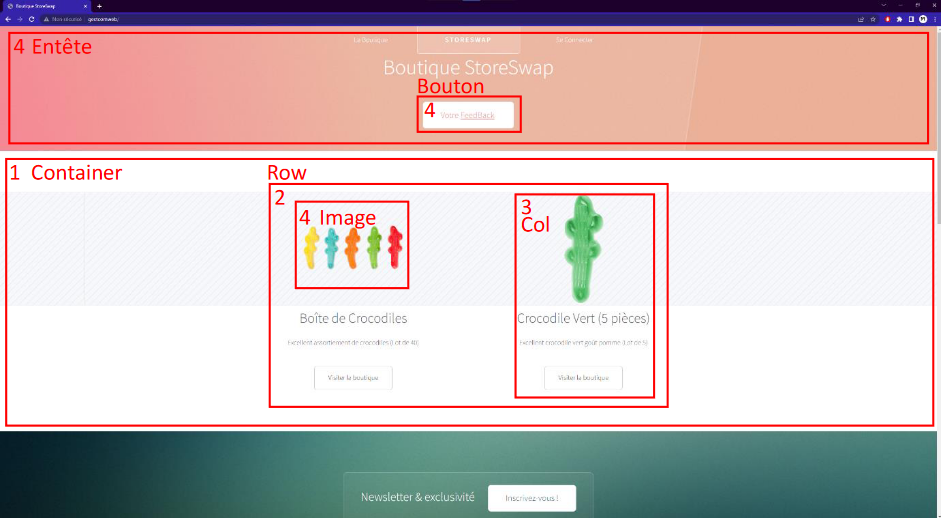 Boutique StoreSwap
Non sécurisé gestcomweb/
La Boutique STORESWAP Se Connecter
4 Entête
Boutique StoreSwap
Bouton
4 Votre FeedBack
1 Container
Row
2
4 Image
3
Col
Boîte de Crocodiles
Crocodile Vert (5 pièces)
Excellent assortiement de crocodiles (Lot de 40)
Excellent crocodile vert goût pomme (Lot de 5)
Visiter la boutique
Visiter la boutique
Newsletter & exclusivité
Inscrivez-vous !